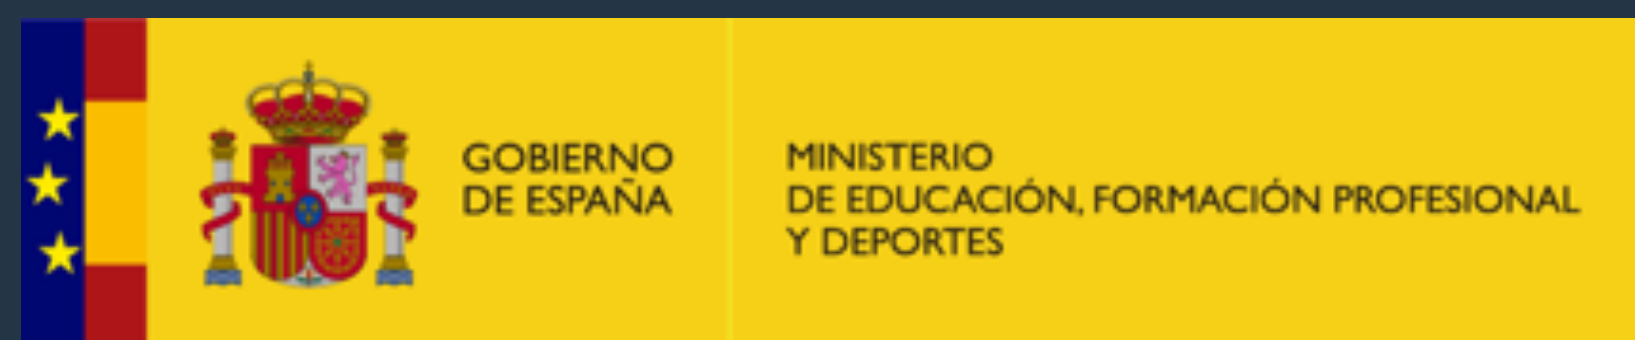 GOBIERNO
DE ESPAÑA
MINISTERIO
DE EDUCACIÓN, FORMACIÓN PROFESIONAL
Y DEPORTES